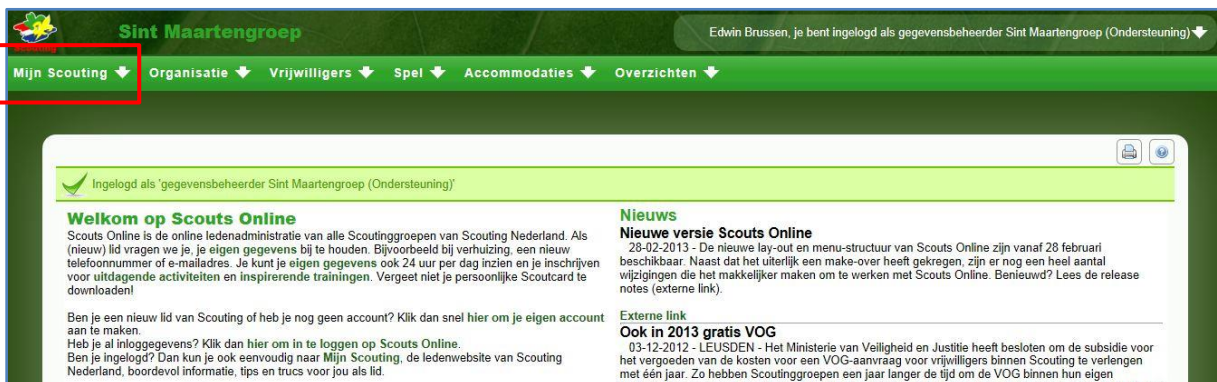 Scouting
Sint Maartengroep
Edwin Brussen, je bent ingelogd als gegevensbeheerder Sint Maartengroep (Ondersteuning)
Mijn Scouting Organisatie Vrijwilligers Spel Accommodaties Overzichten
Ingelogd als 'gegevensbeheerder Sint Maartengroep (Ondersteuning)'
Welkom op Scouts Online
Scouts Online is de online ledenadministratie van alle Scoutinggroepen van Scouting Nederland. Als
(nieuw) lid vragen we je, je eigen gegevens bij te houden. Bijvoorbeeld bij verhuizing, een nieuw
telefoonnummer of e-mailadres. Je kunt je eigen gegevens ook 24 uur per dag inzien en je inschrijven
voor uitdagende activiteiten en inspirerende trainingen. Vergeet niet je persoonlijke Scoutcard te
downloaden!
Ben je een nieuw lid van Scouting of heb je nog geen account? Klik dan snel hier om je eigen account
aan te maken.
Heb je al inloggegevens? Klik dan hier om in te loggen op Scouts Online.
Ben je ingelogd? Dan kun je ook eenvoudig naar Mijn Scouting, de ledenwebsite van Scouting
Nederland, boordevol informatie, tips en trucs voor jou als lid.
Nieuws
Nieuwe versie Scouts Online
28-02-2013 - De nieuwe lay-out en menu-structuur van Scouts Online zijn vanaf 28 februari
beschikbaar. Naast dat het uiterlijk een make-over heeft gekregen, zijn er nog een heel aantal
wijzigingen die het makkelijker maken om te werken met Scouts Online. Benieuwd? Lees de release
notes (externe link).
Externe link
Ook in 2013 gratis VOG
03-12-2012 - LEUSDEN - Het Ministerie van Veiligheid en Justitie heeft besloten om de subsidie voor
het vergoeden van de kosten voor een VOG-aanvraag voor vrijwilligers binnen Scouting te verlengen
met één jaar. Zo hebben Scoutinggroepen een jaar langer de tijd om de VOG binnen hun eigen